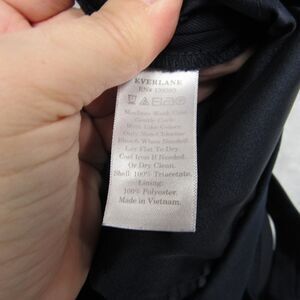 EVERLANE
Machine Wash Cold
Gentle Cycle
With Like Colors
Only Non-Chlorine
Bleach When Needed
Lay Flat To Dry
Cool Iron If Needed.
Or Dry Clean.
Shell: 100% Triacetate.
Lining:
100% Polyester.
Made in Vietnam.